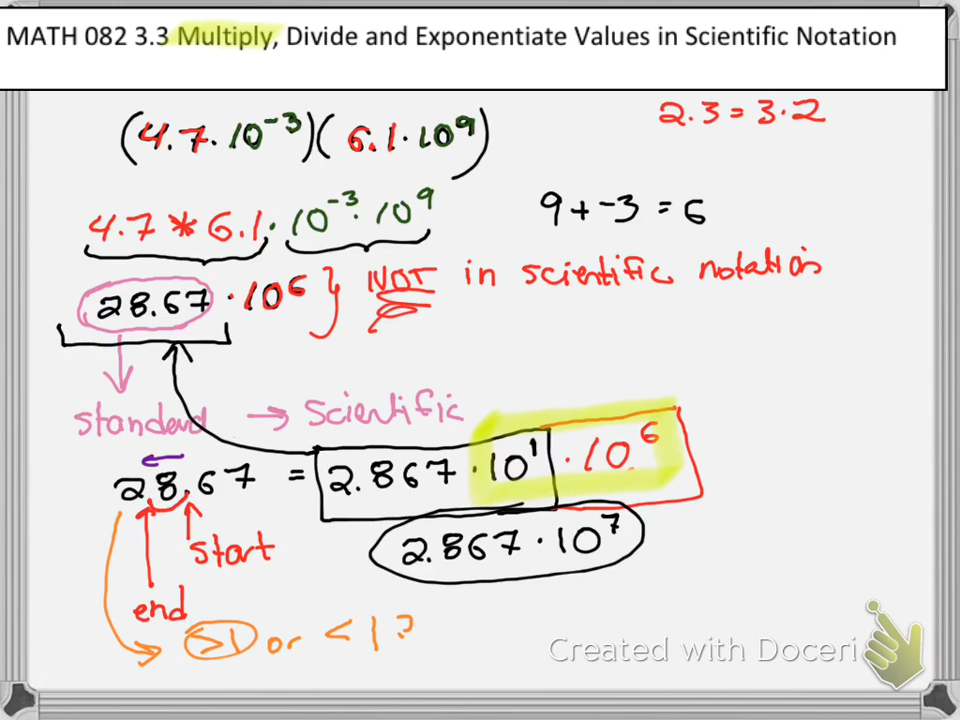 MATH 082 3.3 Multiply, Divide and Exponentiate Values in Scientific Notation
2.3 = 3.2
(4.7 · 10⁻³)(6.1 · 10⁹)
4.7 * 6.1 · 10⁻³ · 10⁹
9 + -3 = 6
28.67 · 10⁶ } NOT in scientific notation
standard → Scientific
28.67 = 2.867 · 10¹ · 10⁶
2.867 · 10⁷
start
end
>1 or < 1 ?
Created with Doceri